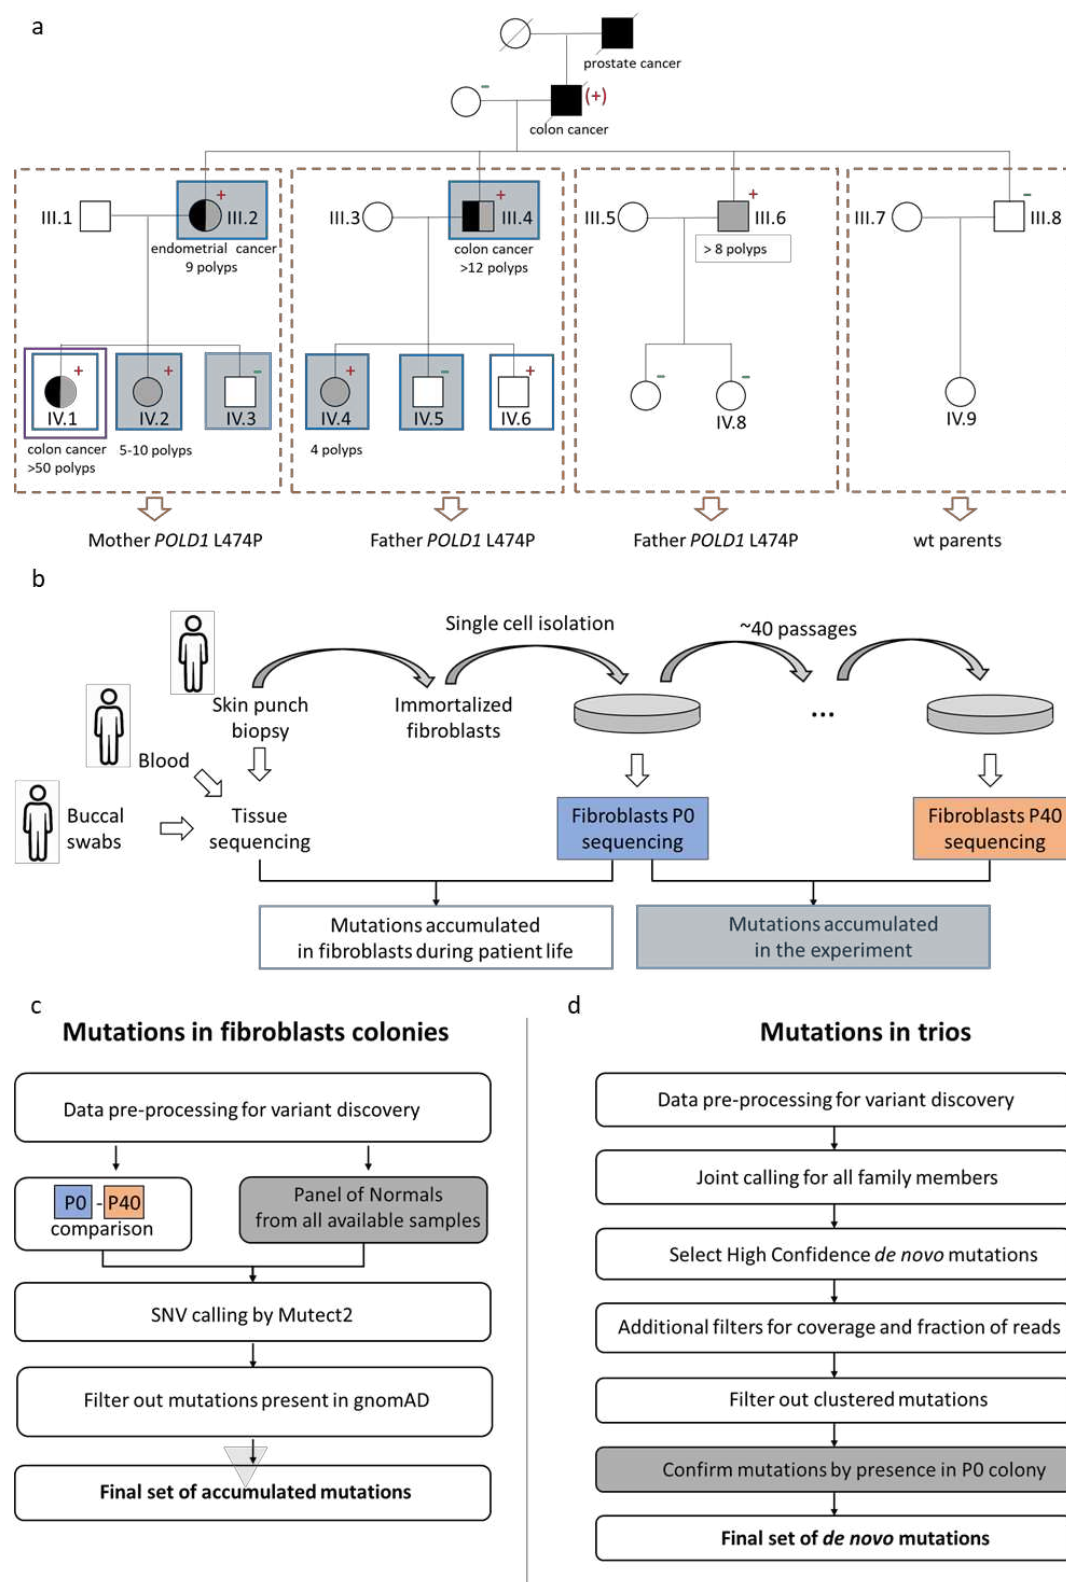 a
prostate cancer
-
(+)
colon cancer
III.1
+
III.2
endometrial cancer
9 polyps
III.3
+
III.4
colon cancer
>12 polyps
III.5
+
III.6
> 8 polyps
III.7
-
III.8
+
IV.1
colon cancer
>50 polyps
+
IV.2
5-10 polyps
-
IV.3
+
IV.4
4 polyps
-
IV.5
+
IV.6
-
-
IV.8
IV.9
Mother POLD1 L474P
Father POLD1 L474P
Father POLD1 L474P
wt parents
b
Single cell isolation
~40 passages
Skin punch
biopsy
Immortalized
fibroblasts
...
Blood
Buccal
swabs
Tissue
sequencing
Fibroblasts P0
sequencing
Fibroblasts P40
sequencing
Mutations accumulated
in fibroblasts during patient life
Mutations accumulated
in the experiment
c
Mutations in fibroblasts colonies
Data pre-processing for variant discovery
P0 - P40
comparison
Panel of Normals
from all available samples
SNV calling by Mutect2
Filter out mutations present in gnomAD
Final set of accumulated mutations
d
Mutations in trios
Data pre-processing for variant discovery
Joint calling for all family members
Select High Confidence de novo mutations
Additional filters for coverage and fraction of reads
Filter out clustered mutations
Confirm mutations by presence in P0 colony
Final set of de novo mutations